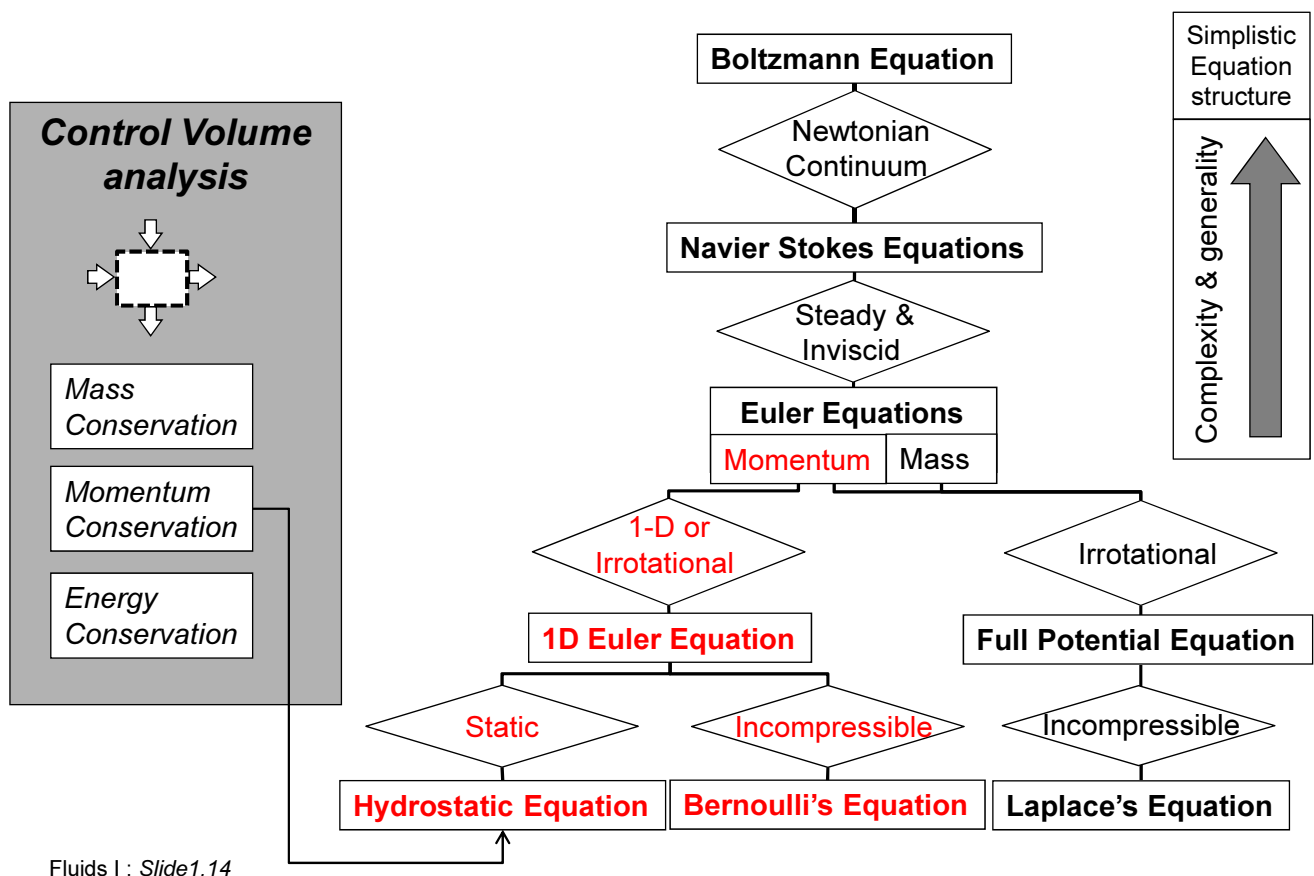 Boltzmann Equation
Simplistic
Equation
structure
Control Volume
analysis
Newtonian
Continuum
Complexity & generality
Navier Stokes Equations
Steady &
Inviscid
Mass
Conservation
Euler Equations
Momentum
Mass
Momentum
Conservation
1-D or
Irrotational
Irrotational
Energy
Conservation
1D Euler Equation
Full Potential Equation
Static
Incompressible
Incompressible
Hydrostatic Equation
Bernoulli’s Equation
Laplace’s Equation
Fluids I : Slide1.14